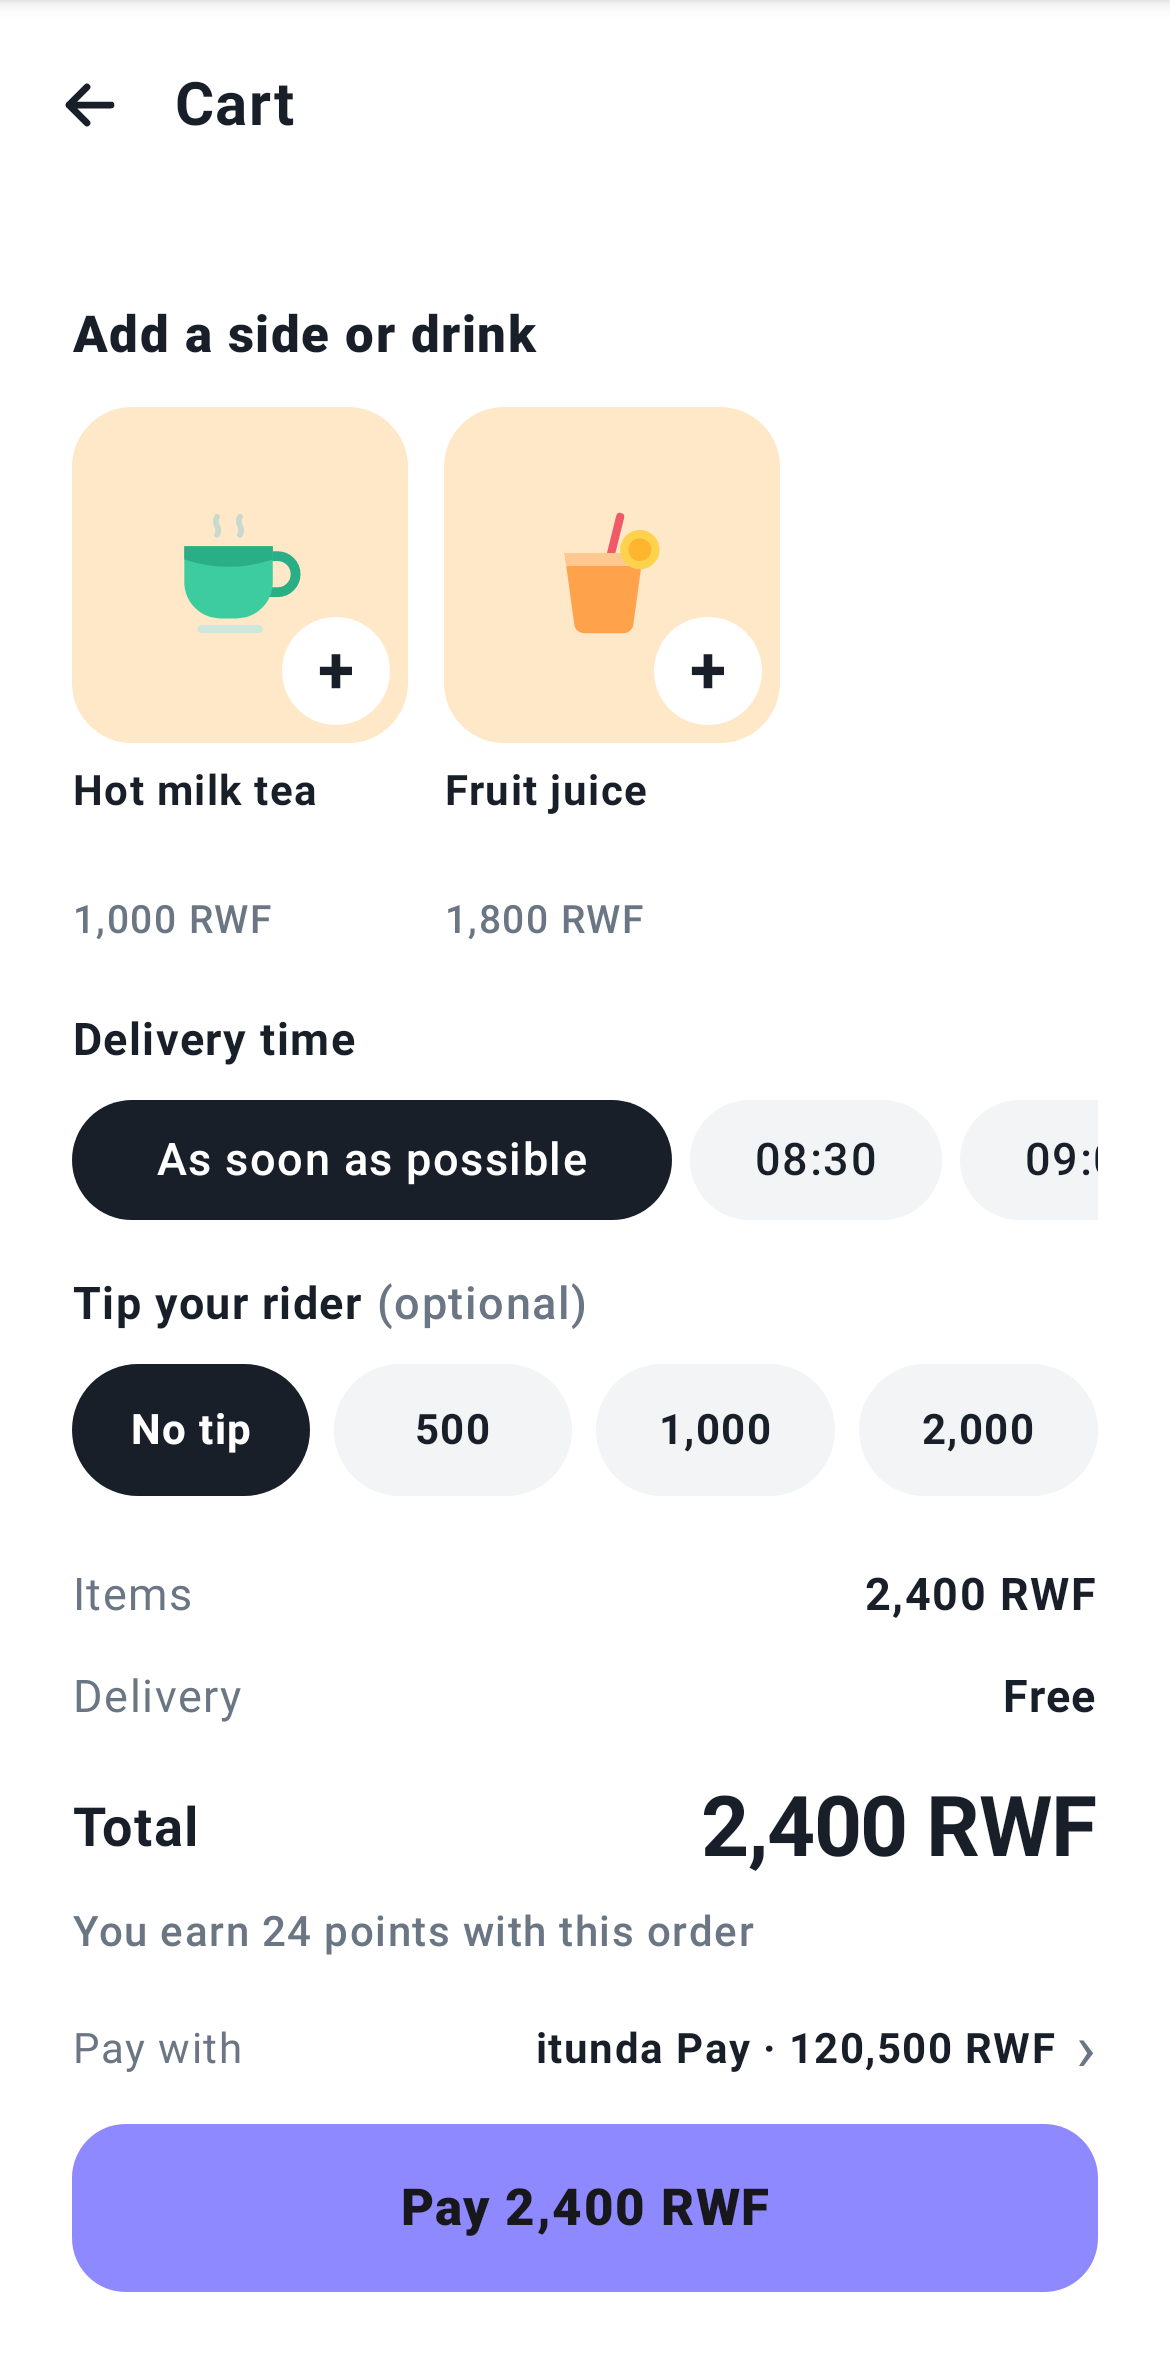 Cart
Add a side or drink
Hot milk tea
Fruit juice
1,000 RWF
1,800 RWF
Delivery time
As soon as possible
08:30
Tip your rider (optional)
No tip
500
1,000
2,000
Items
2,400 RWF
Delivery
Free
Total
2,400 RWF
You earn 24 points with this order
Pay with
itunda Pay · 120,500 RWF ›
Pay 2,400 RWF